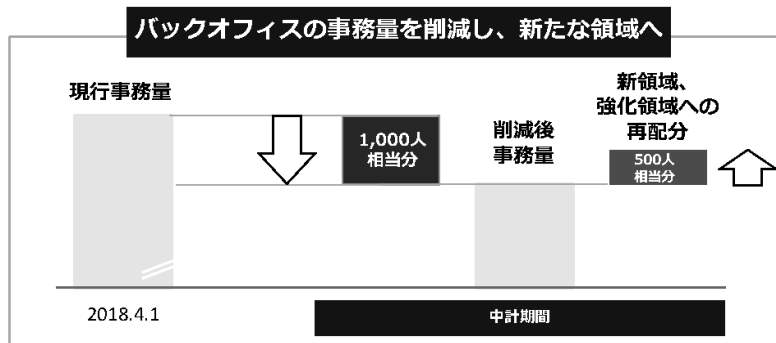 バックオフィスの事務量を削減し、新たな領域へ
現行事務量
1,000人
相当分
削減後
事務量
新領域、
強化領域への
再配分
500人
相当分
2018.4.1
中計期間